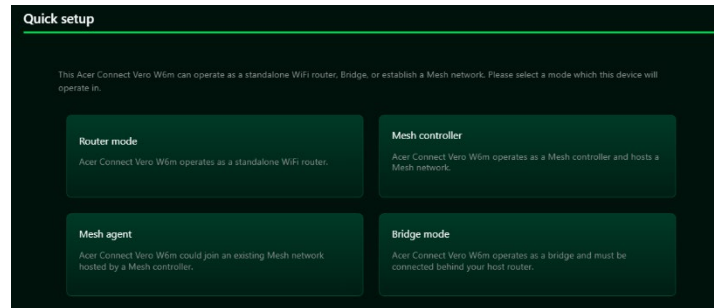 Quick setup
This Acer Connect Vero W6m can operate as a standalone WiFi router, Bridge, or establish a Mesh network. Please select a mode which this device will
operate in.
Router mode
Acer Connect Vero W6m operates as a standalone WiFi router.
Mesh controller
Acer Connect Vero W6m operates as a Mesh controller and hosts a
Mesh network.
Mesh agent
Acer Connect Vero W6m could join an existing Mesh network
hosted by a Mesh controller.
Bridge mode
Acer Connect Vero W6m operates as a bridge and must be
connected behind your host router.